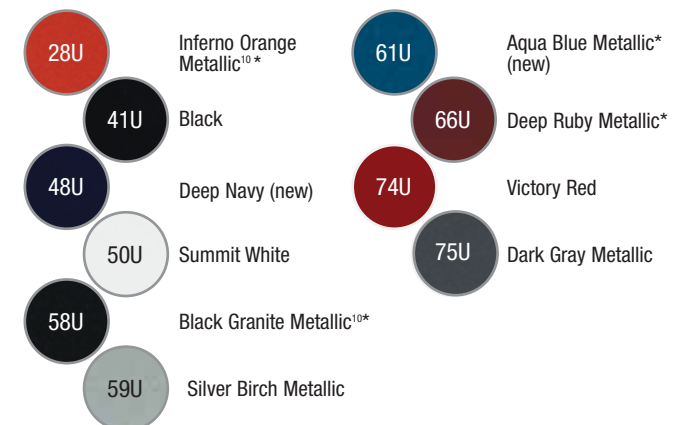 28U
Inferno Orange
Metallic¹⁰ *
41U
Black
48U
Deep Navy (new)
50U
Summit White
58U
Black Granite Metallic¹⁰*
59U
Silver Birch Metallic
61U
Aqua Blue Metallic*
(new)
66U
Deep Ruby Metallic*
74U
Victory Red
75U
Dark Gray Metallic